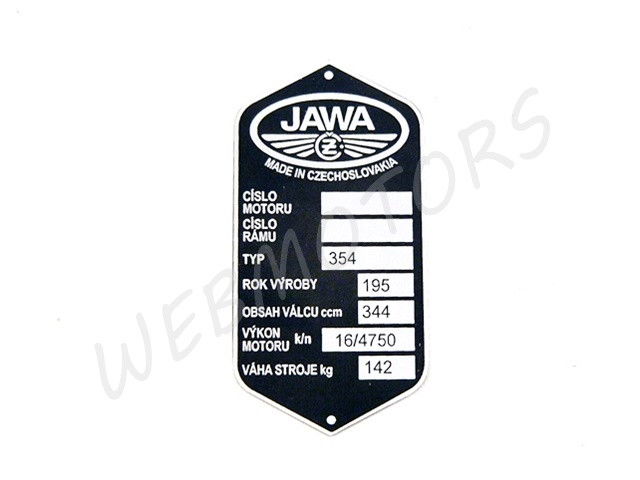 JAWA
ČZ
MADE IN CZECHOSLOVAKIA
ČÍSLO
MOTORU
ČÍSLO
RÁMU
TYP 354
ROK VÝROBY 195
OBSAH VÁLCU ccm 344
VÝKON
MOTORU k/n 16/4750
VÁHA STROJE kg 142
WEBMOTORS